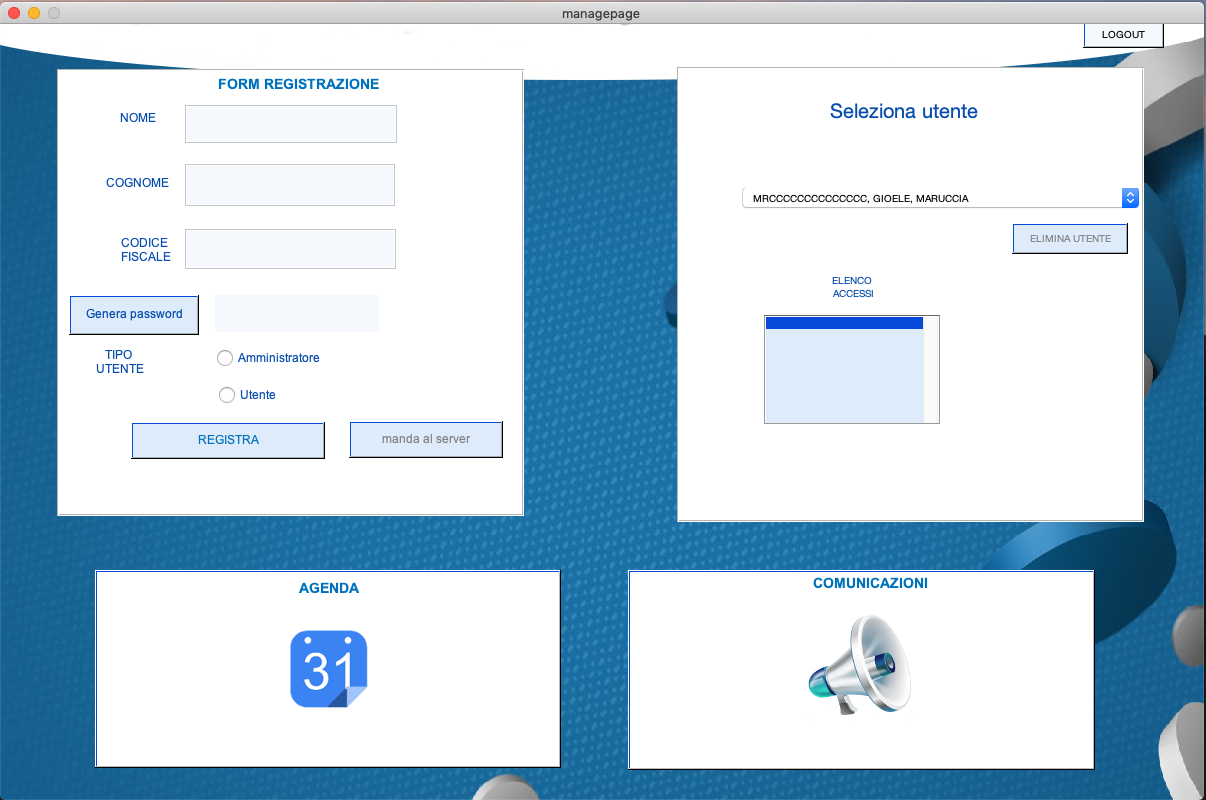 managepage
LOGOUT
FORM REGISTRAZIONE
NOME
COGNOME
CODICE
FISCALE
Genera password
TIPO
UTENTE
Amministratore
Utente
REGISTRA
manda al server
Seleziona utente
MRCCCCCCCCCCCCCC, GIOELE, MARUCCIA
ELIMINA UTENTE
ELENCO
ACCESSI
AGENDA
31
COMUNICAZIONI